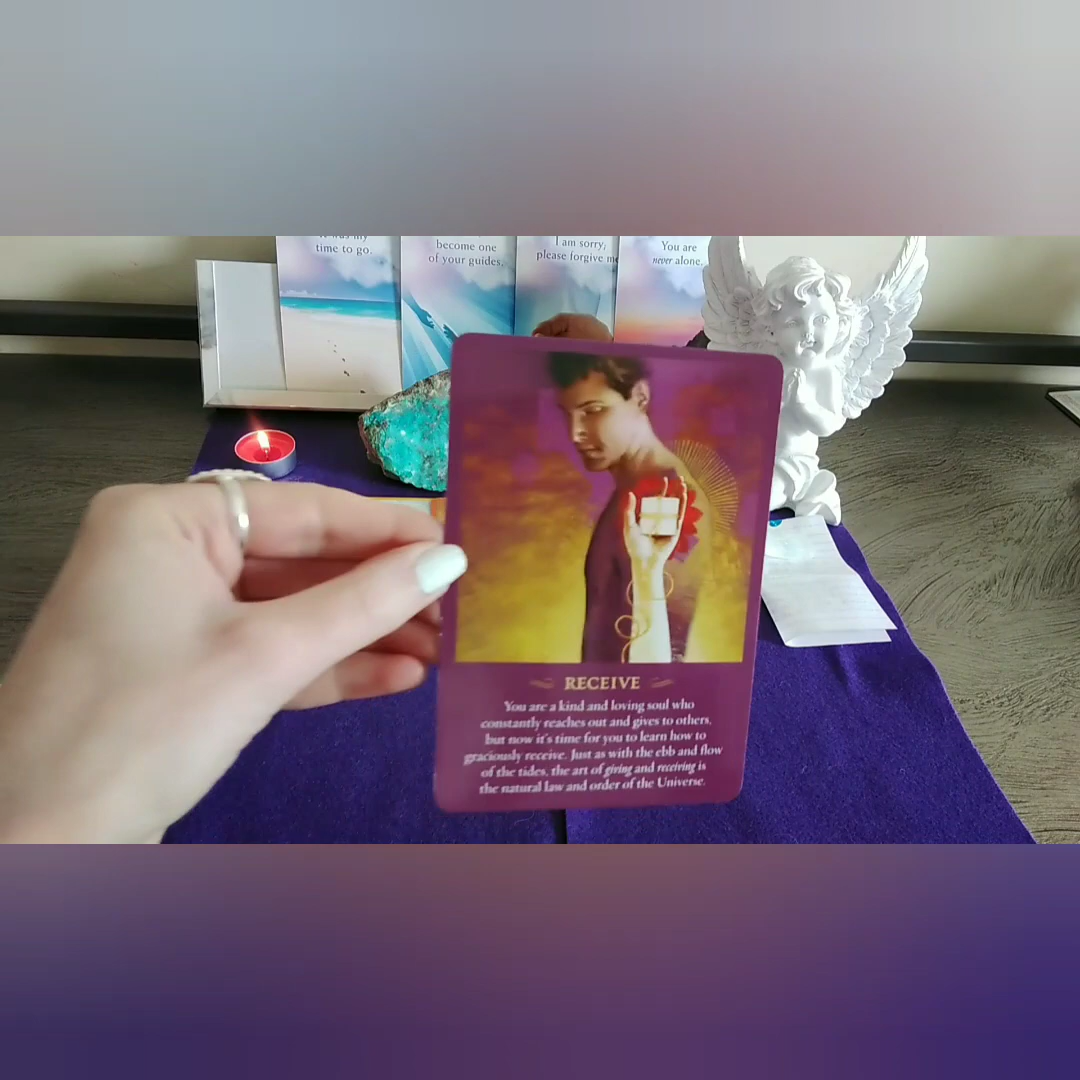 time to go.
become one
of your guides.
I am sorry,
please forgive me
You are
never alone.
RECEIVE
You are a kind and loving soul who
constantly reaches out and gives to others,
but now it's time for you to learn how to
graciously receive. Just as with the ebb and flow
of the tides, the art of giving and receiving is
the natural law and order of the Universe.